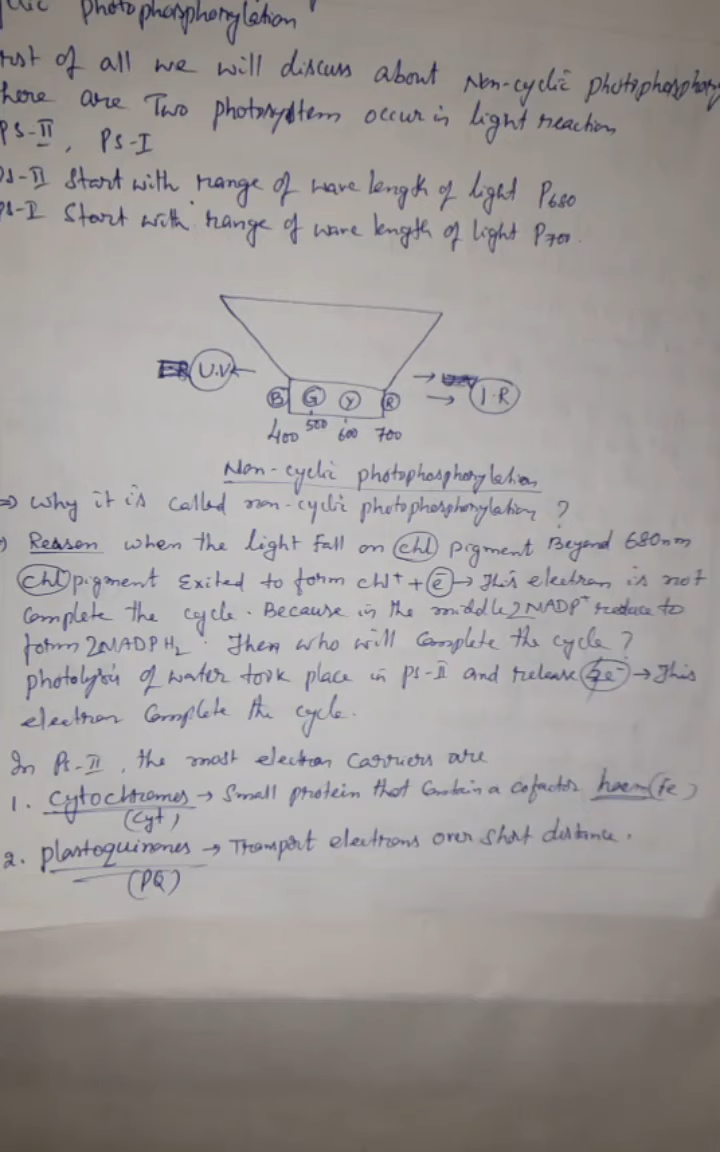 photophosphorylation
of all we will discuss about Non-cyclic photophosphory
here are Two photosystem occur in light reaction
PS-II, PS-I
PS-II Start with range of wave length of light P680
PS-I Start with range of wave length of light P700.
U.V
B G Y R
I.R
400 500 600 700
Non-cyclic photophosphorylation
⇒ Why it is called non-cyclic photophosphorylation ?
Reason when the light fall on chl pigment Beyond 680nm
chl pigment Exited to form chl+ + e- → This electron is not
Complete the cycle. Because in the middle 2NADP+ reduce to
form 2NADPH2. Then who will Complete the cycle ?
photolysis of water took place in PS-II and release e- → This
electron Complete the cycle.
In PS-II, the most electron Carriers are
1. Cytochromes → Small protein that Contain a cofactor haem (Fe)
(Cyt)
2. plastoquinones → Transport electrons over short distance.
(PQ)